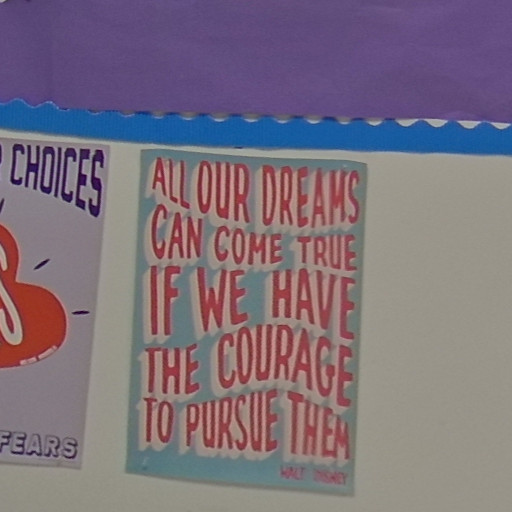 CHOICES
FEARS
ALL OUR DREAMS
CAN COME TRUE
IF WE HAVE
THE COURAGE
TO PURSUE THEM
WALT DISNEY